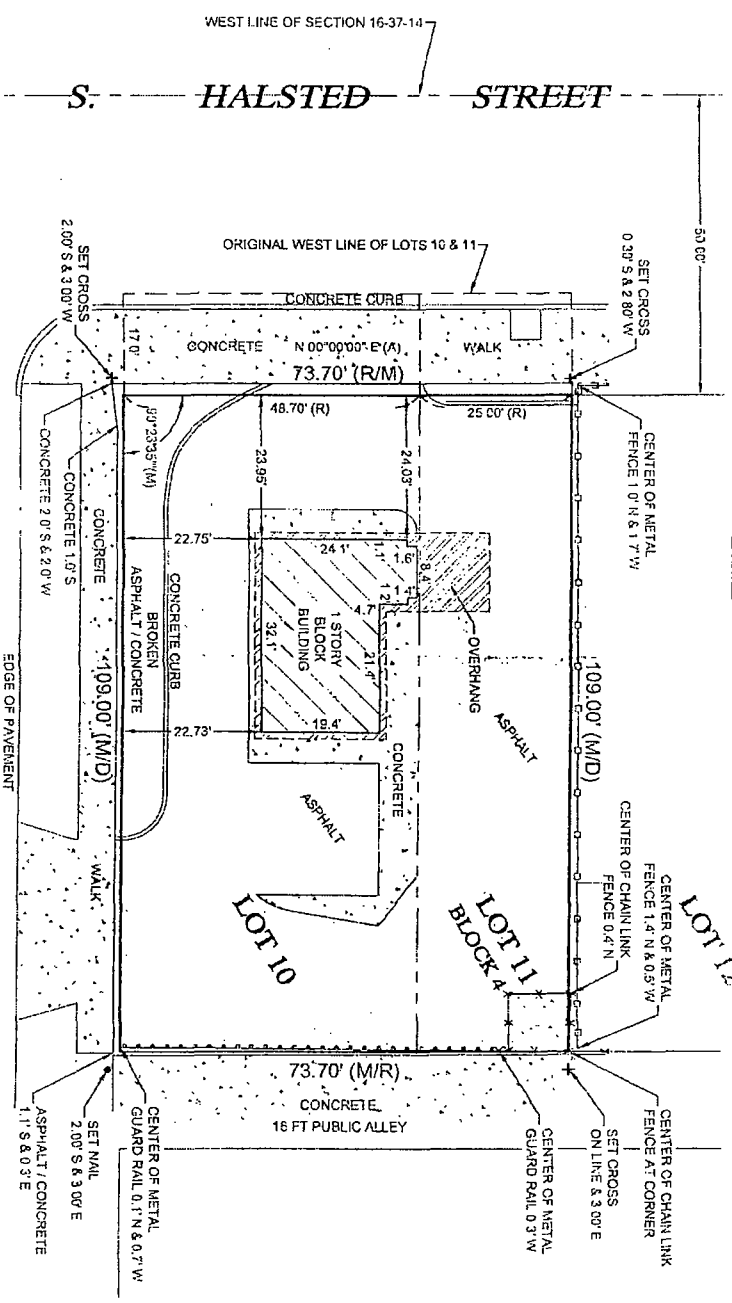 WEST LINE OF SECTION 16-37-14
S. HALSTED STREET
50.00'
ORIGINAL WEST LINE OF LOTS 10 & 11
SET CROSS
0.30' S & 2.80' W
SET CROSS
2.00' S & 3.00' W
CONCRETE CURB
17.0'
CONCRETE
N 00°00'00" E (A)
WALK
73.70' (R/M)
48.70' (R)
25.00' (R)
CENTER OF METAL
FENCE 1.0' N & 1.7' W
90°23'35" (M)
CONCRETE 1.0' S
CONCRETE 2.0' S & 2.0' W
CONCRETE
23.95'
24.03'
22.75'
24.1'
1.1'
1.6'
8.4'
1.4'
1.2'
4.7'
21.4'
32.1'
19.4'
22.73'
1 STORY
BLOCK
BUILDING
OVERHANG
CONCRETE CURB
BROKEN
ASPHALT / CONCRETE
109.00' (M/D)
109.00' (M/D)
EDGE OF PAVEMENT
ASPHALT
CONCRETE
ASPHALT
WALK
LOT 10
LOT 11
BLOCK 4
CENTER OF CHAIN LINK
FENCE 0.4' N
CENTER OF METAL
FENCE 1.4' N & 0.5' W
73.70' (M/R)
CONCRETE
16 FT PUBLIC ALLEY
CENTER OF CHAIN LINK
FENCE AT CORNER
SET CROSS
ON LINE & 3.00' E
CENTER OF METAL
GUARD RAIL 0.3' W
CENTER OF METAL
GUARD RAIL 0.1' N & 0.7' W
SET NAIL
2.00' S & 3.00' E
ASPHALT / CONCRETE
1.1' S & 0.3' E